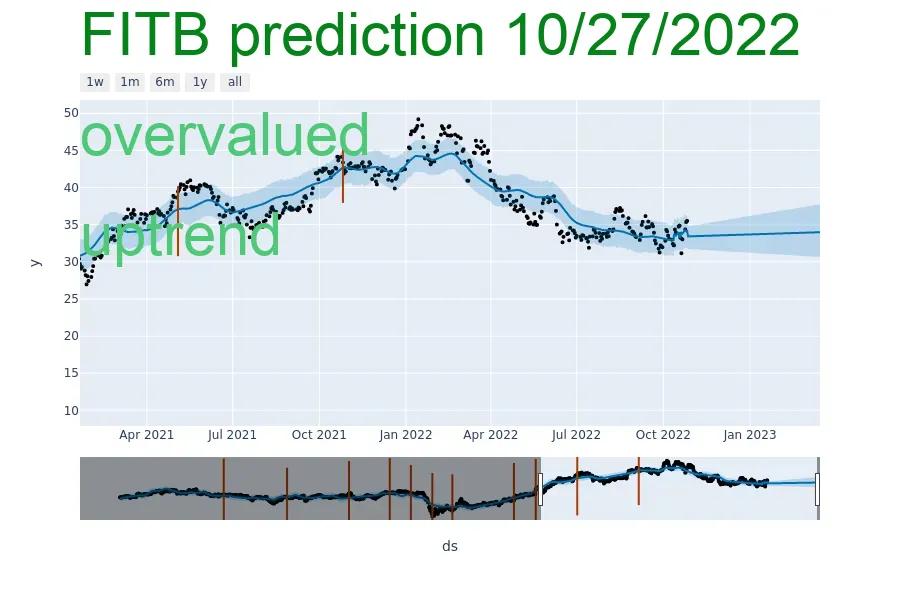 FITB prediction 10/27/2022
1w 1m 6m 1y all
overvalued
uptrend
50
45
40
35
30
25
20
15
10
y
Apr 2021 Jul 2021 Oct 2021 Jan 2022 Apr 2022 Jul 2022 Oct 2022 Jan 2023
ds